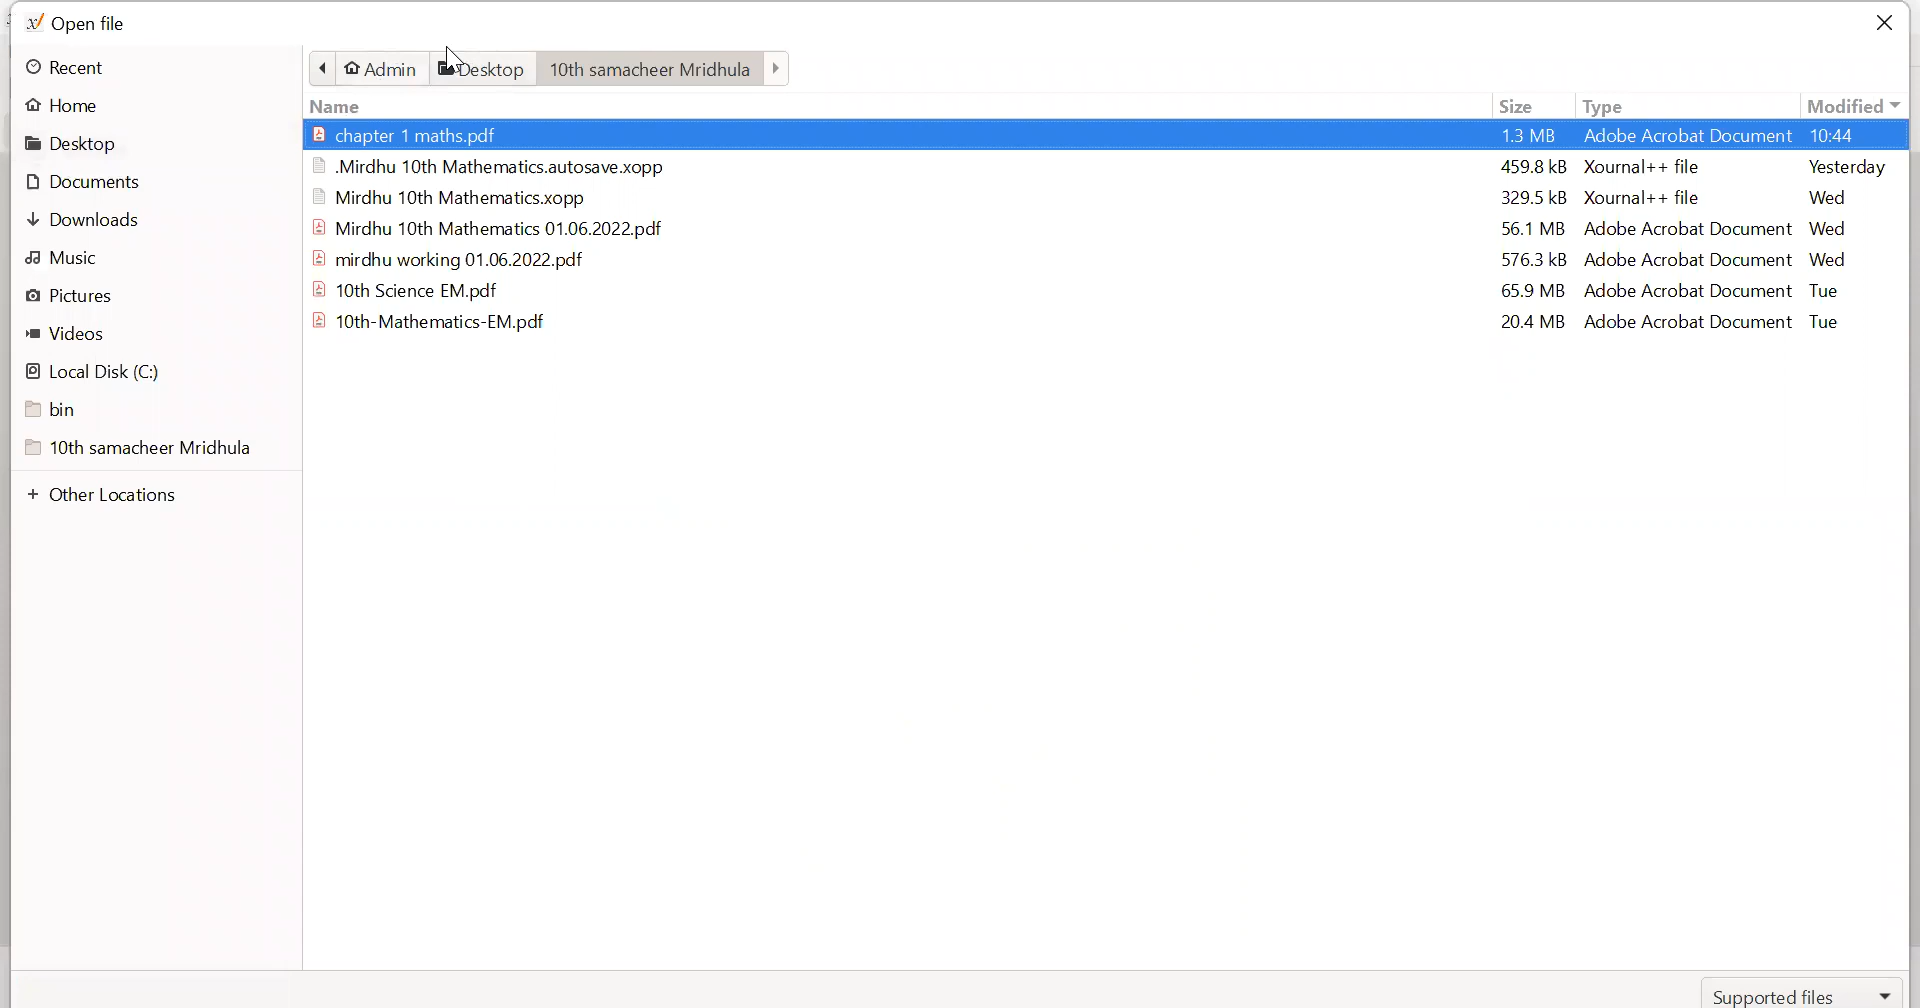 Open file
Recent
Home
Desktop
Documents
Downloads
Music
Pictures
Videos
Local Disk (C:)
bin
10th samacheer Mridhula
+ Other Locations
Admin Desktop 10th samacheer Mridhula
Name Size Type Modified
chapter 1 maths.pdf 1.3 MB Adobe Acrobat Document 10:44
.Mirdhu 10th Mathematics.autosave.xopp 459.8 kB Xournal++ file Yesterday
Mirdhu 10th Mathematics.xopp 329.5 kB Xournal++ file Wed
Mirdhu 10th Mathematics 01.06.2022.pdf 56.1 MB Adobe Acrobat Document Wed
mirdhu working 01.06.2022.pdf 576.3 kB Adobe Acrobat Document Wed
10th Science EM.pdf 65.9 MB Adobe Acrobat Document Tue
10th-Mathematics-EM.pdf 20.4 MB Adobe Acrobat Document Tue
Supported files